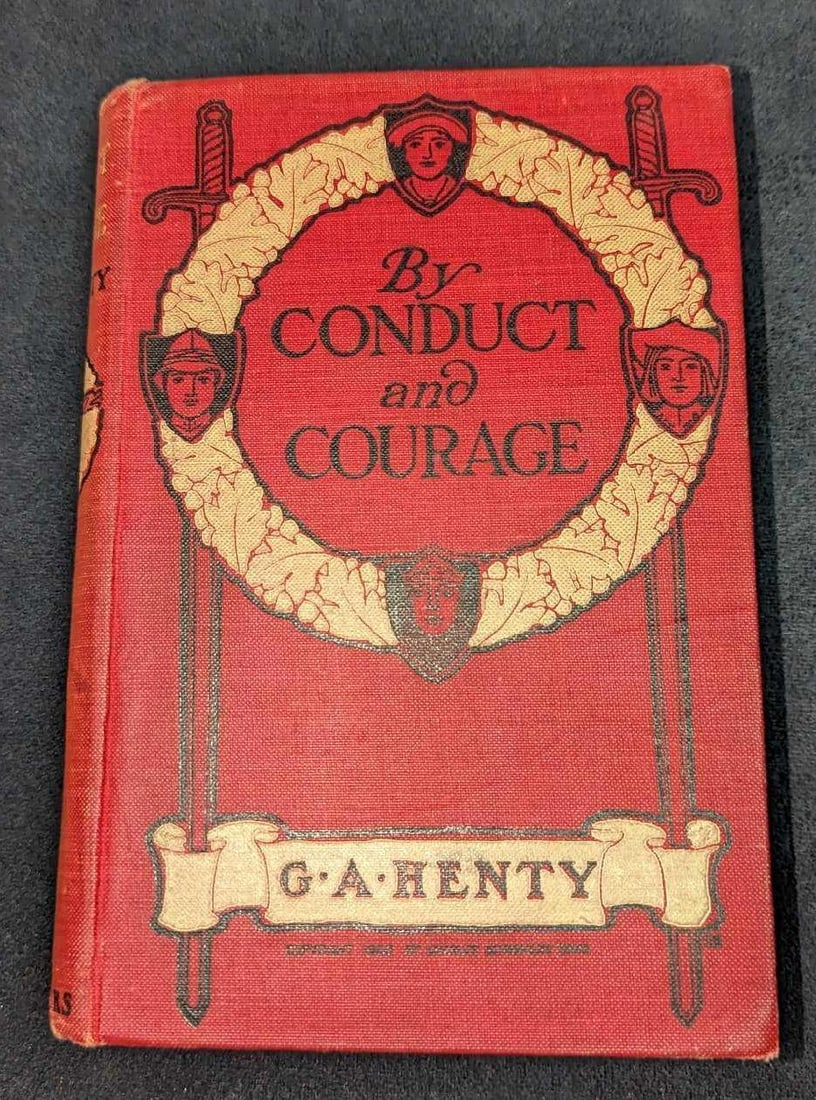 By
CONDUCT
and
COURAGE
G·A·HENTY